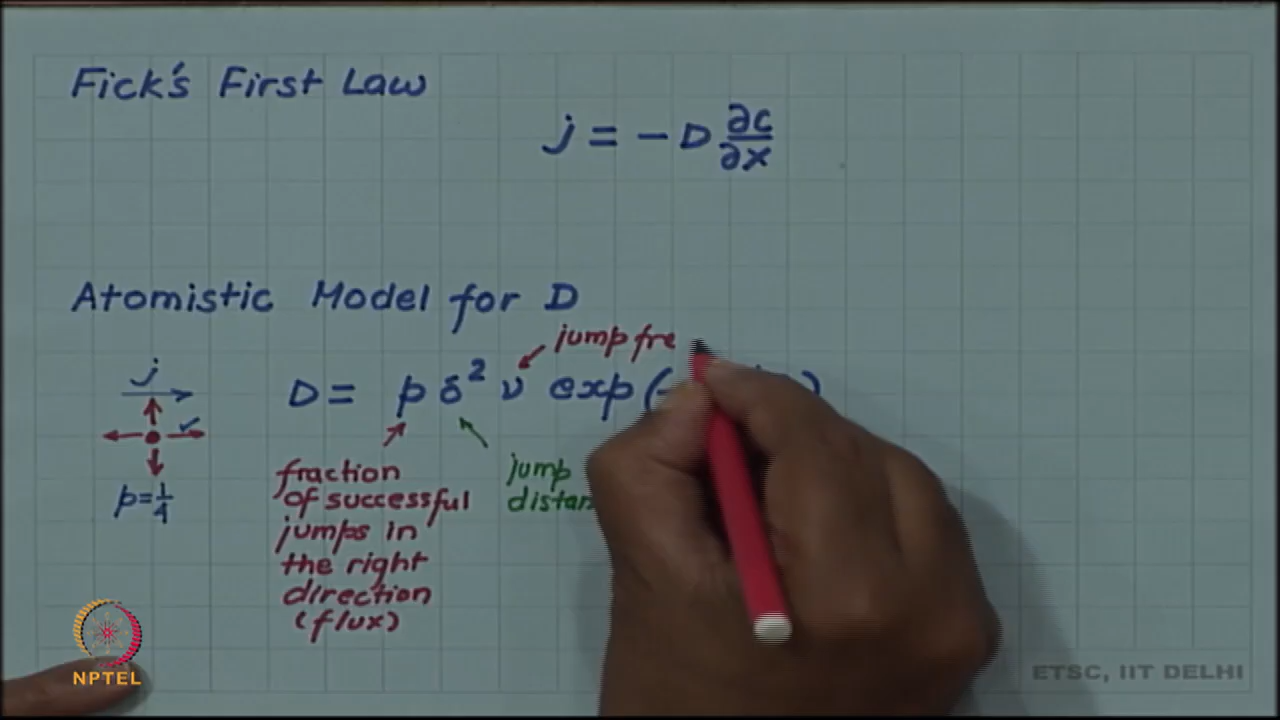 Fick's First Law
j = - D ∂c/∂x
Atomistic Model for D
jump fre
j
D = p δ² ν exp(-
p = 1/4
fraction
of successful
jumps in
the right
direction
(flux)
jump
distan
NPTEL
ETSC, IIT DELHI